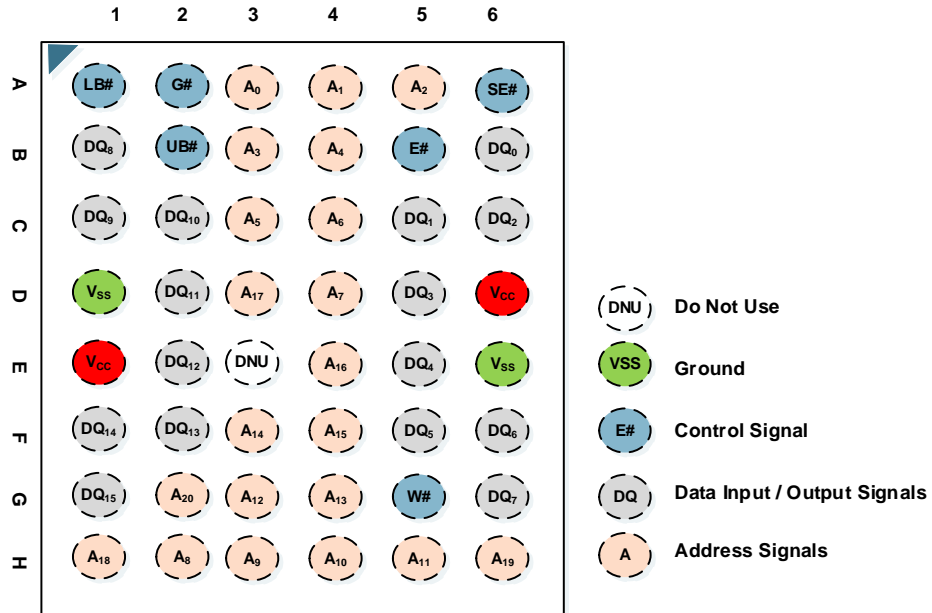 1 2 3 4 5 6
A LB# G# A₀ A₁ A₂ SE#
B DQ₈ UB# A₃ A₄ E# DQ₀
C DQ₉ DQ₁₀ A₅ A₆ DQ₁ DQ₂
D VSS DQ₁₁ A₁₇ A₇ DQ₃ VCC
E VCC DQ₁₂ DNU A₁₆ DQ₄ VSS
F DQ₁₄ DQ₁₃ A₁₄ A₁₅ DQ₅ DQ₆
G DQ₁₅ A₂₀ A₁₂ A₁₃ W# DQ₇
H A₁₈ A₈ A₉ A₁₀ A₁₁ A₁₉
DNU Do Not Use
VSS Ground
E# Control Signal
DQ Data Input / Output Signals
A Address Signals